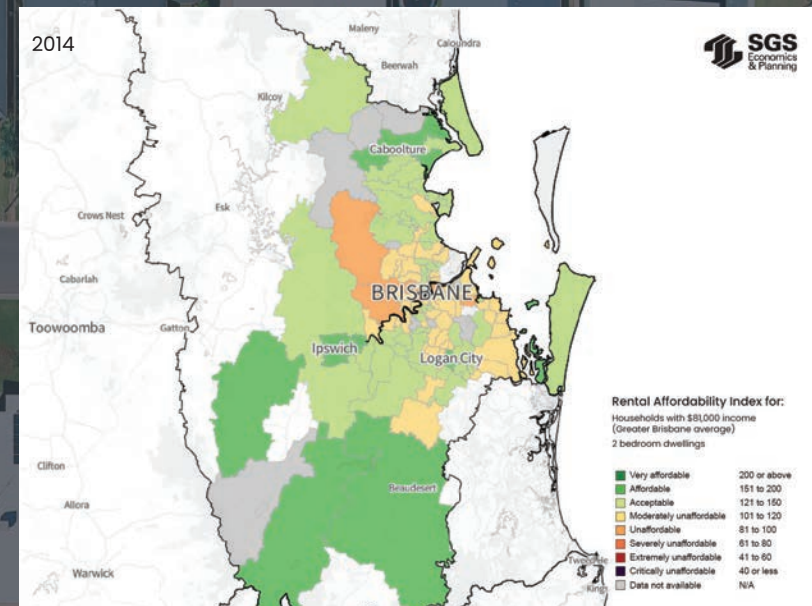 2014
Maleny
Caloundra
SGS
Economics
& Planning
Beerwah
Kilcoy
Caboolture
Esk
Crows Nest
Cabarlah
BRISBANE
Toowoomba
Gatton
Ipswich
Logan City
Rental Affordability Index for:
Households with $81,000 income
(Greater Brisbane average)
2 bedroom dwellings
Clifton
Very affordable 200 or above
Affordable 151 to 200
Beaudesert
Acceptable 121 to 150
Allora
Moderately unaffordable 101 to 120
Unaffordable 81 to 100
Severely unaffordable 61 to 80
Extremely unaffordable 41 to 60
Warwick
Critically unaffordable 40 or less
Data not available N/A